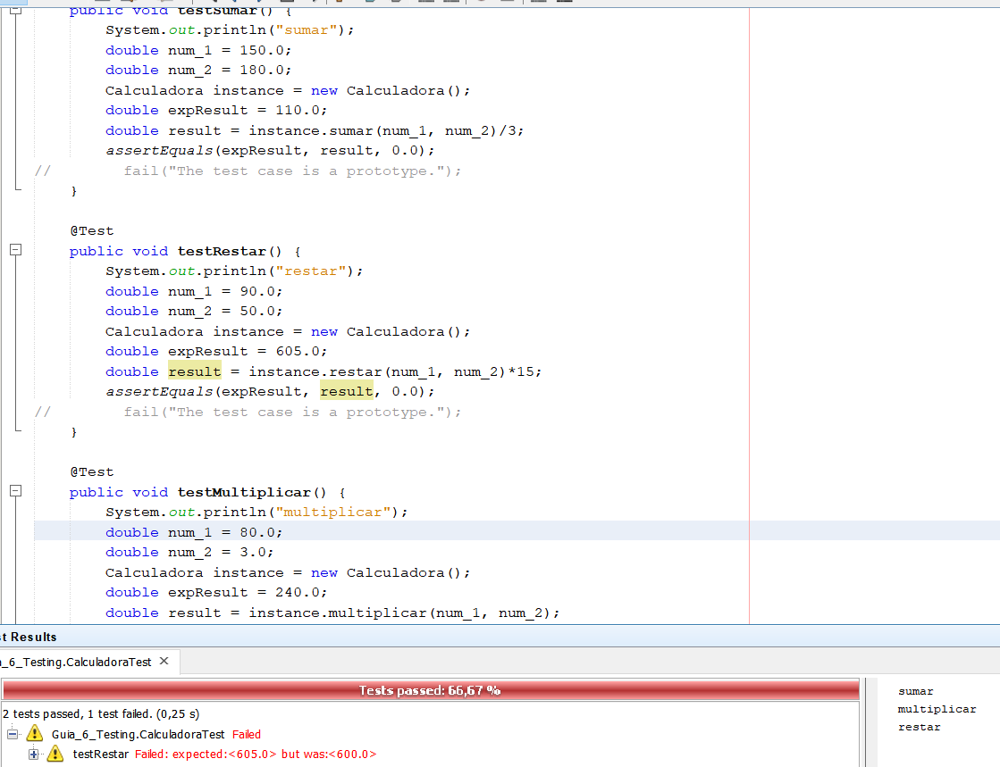 public void testSumar() {
System.out.println("sumar");
double num_1 = 150.0;
double num_2 = 180.0;
Calculadora instance = new Calculadora();
double expResult = 110.0;
double result = instance.sumar(num_1, num_2)/3;
assertEquals(expResult, result, 0.0);
// fail("The test case is a prototype.");
}
@Test
public void testRestar() {
System.out.println("restar");
double num_1 = 90.0;
double num_2 = 50.0;
Calculadora instance = new Calculadora();
double expResult = 605.0;
double result = instance.restar(num_1, num_2)*15;
assertEquals(expResult, result, 0.0);
// fail("The test case is a prototype.");
}
@Test
public void testMultiplicar() {
System.out.println("multiplicar");
double num_1 = 80.0;
double num_2 = 3.0;
Calculadora instance = new Calculadora();
double expResult = 240.0;
double result = instance.multiplicar(num_1, num_2);
t Results
a_6_Testing.CalculadoraTest
Tests passed: 66,67 %
2 tests passed, 1 test failed. (0,25 s)
Guia_6_Testing.CalculadoraTest Failed
testRestar Failed: expected:<605.0> but was:<600.0>
sumar
multiplicar
restar